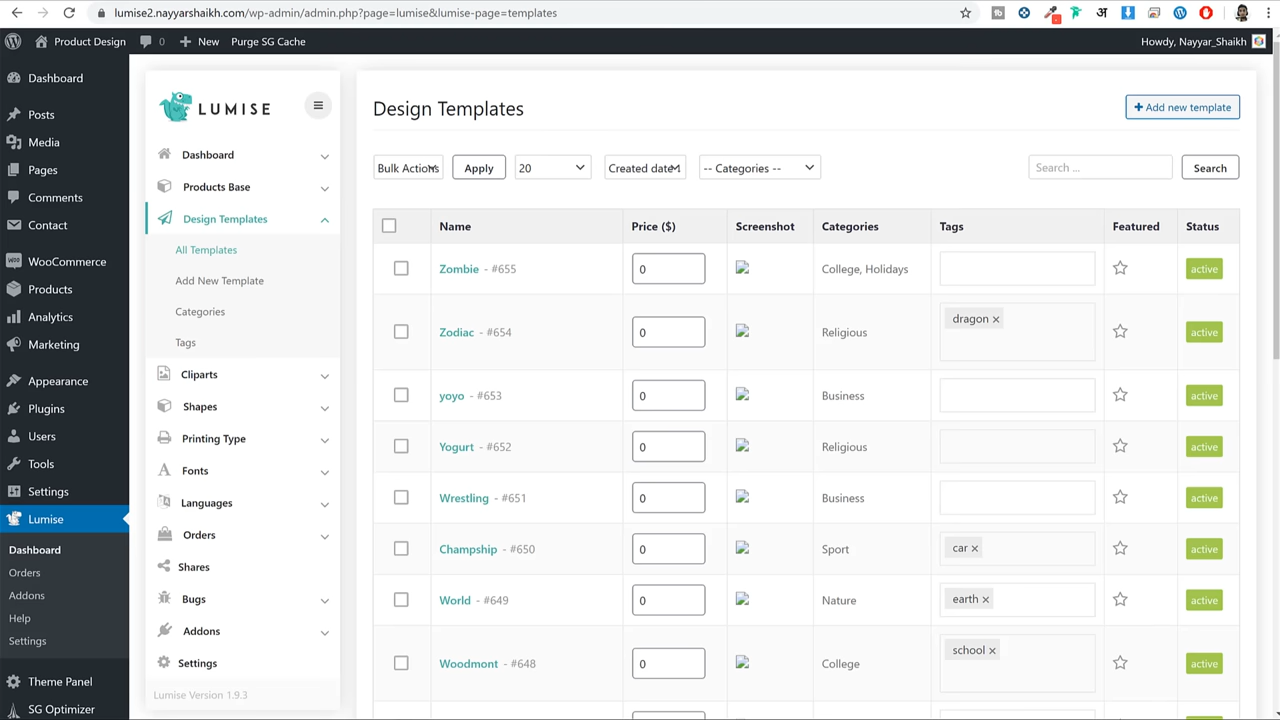 lumise2.nayyarshaikh.com/wp-admin/admin.php?page=lumise&lumise-page=templates
Product Design
0
New
Purge SG Cache
Howdy, Nayyar_Shaikh
Dashboard
Posts
Media
Pages
Comments
Contact
WooCommerce
Products
Analytics
Marketing
Appearance
Plugins
Users
Tools
Settings
Lumise
Dashboard
Orders
Addons
Help
Settings
Theme Panel
SG Optimizer
LUMISE
Dashboard
Products Base
Design Templates
All Templates
Add New Template
Categories
Tags
Cliparts
Shapes
Printing Type
Fonts
Languages
Orders
Shares
Bugs
Addons
Settings
Lumise Version 1.9.3
Design Templates
+ Add new template
Bulk Actions
Apply
20
Created date
-- Categories --
Search ...
Search
Name Price ($) Screenshot Categories Tags Featured Status
Zombie - #655 0 College, Holidays active
Zodiac - #654 0 Religious dragon × active
yoyo - #653 0 Business active
Yogurt - #652 0 Religious active
Wrestling - #651 0 Business active
Champship - #650 0 Sport car × active
World - #649 0 Nature earth × active
Woodmont - #648 0 College school × active